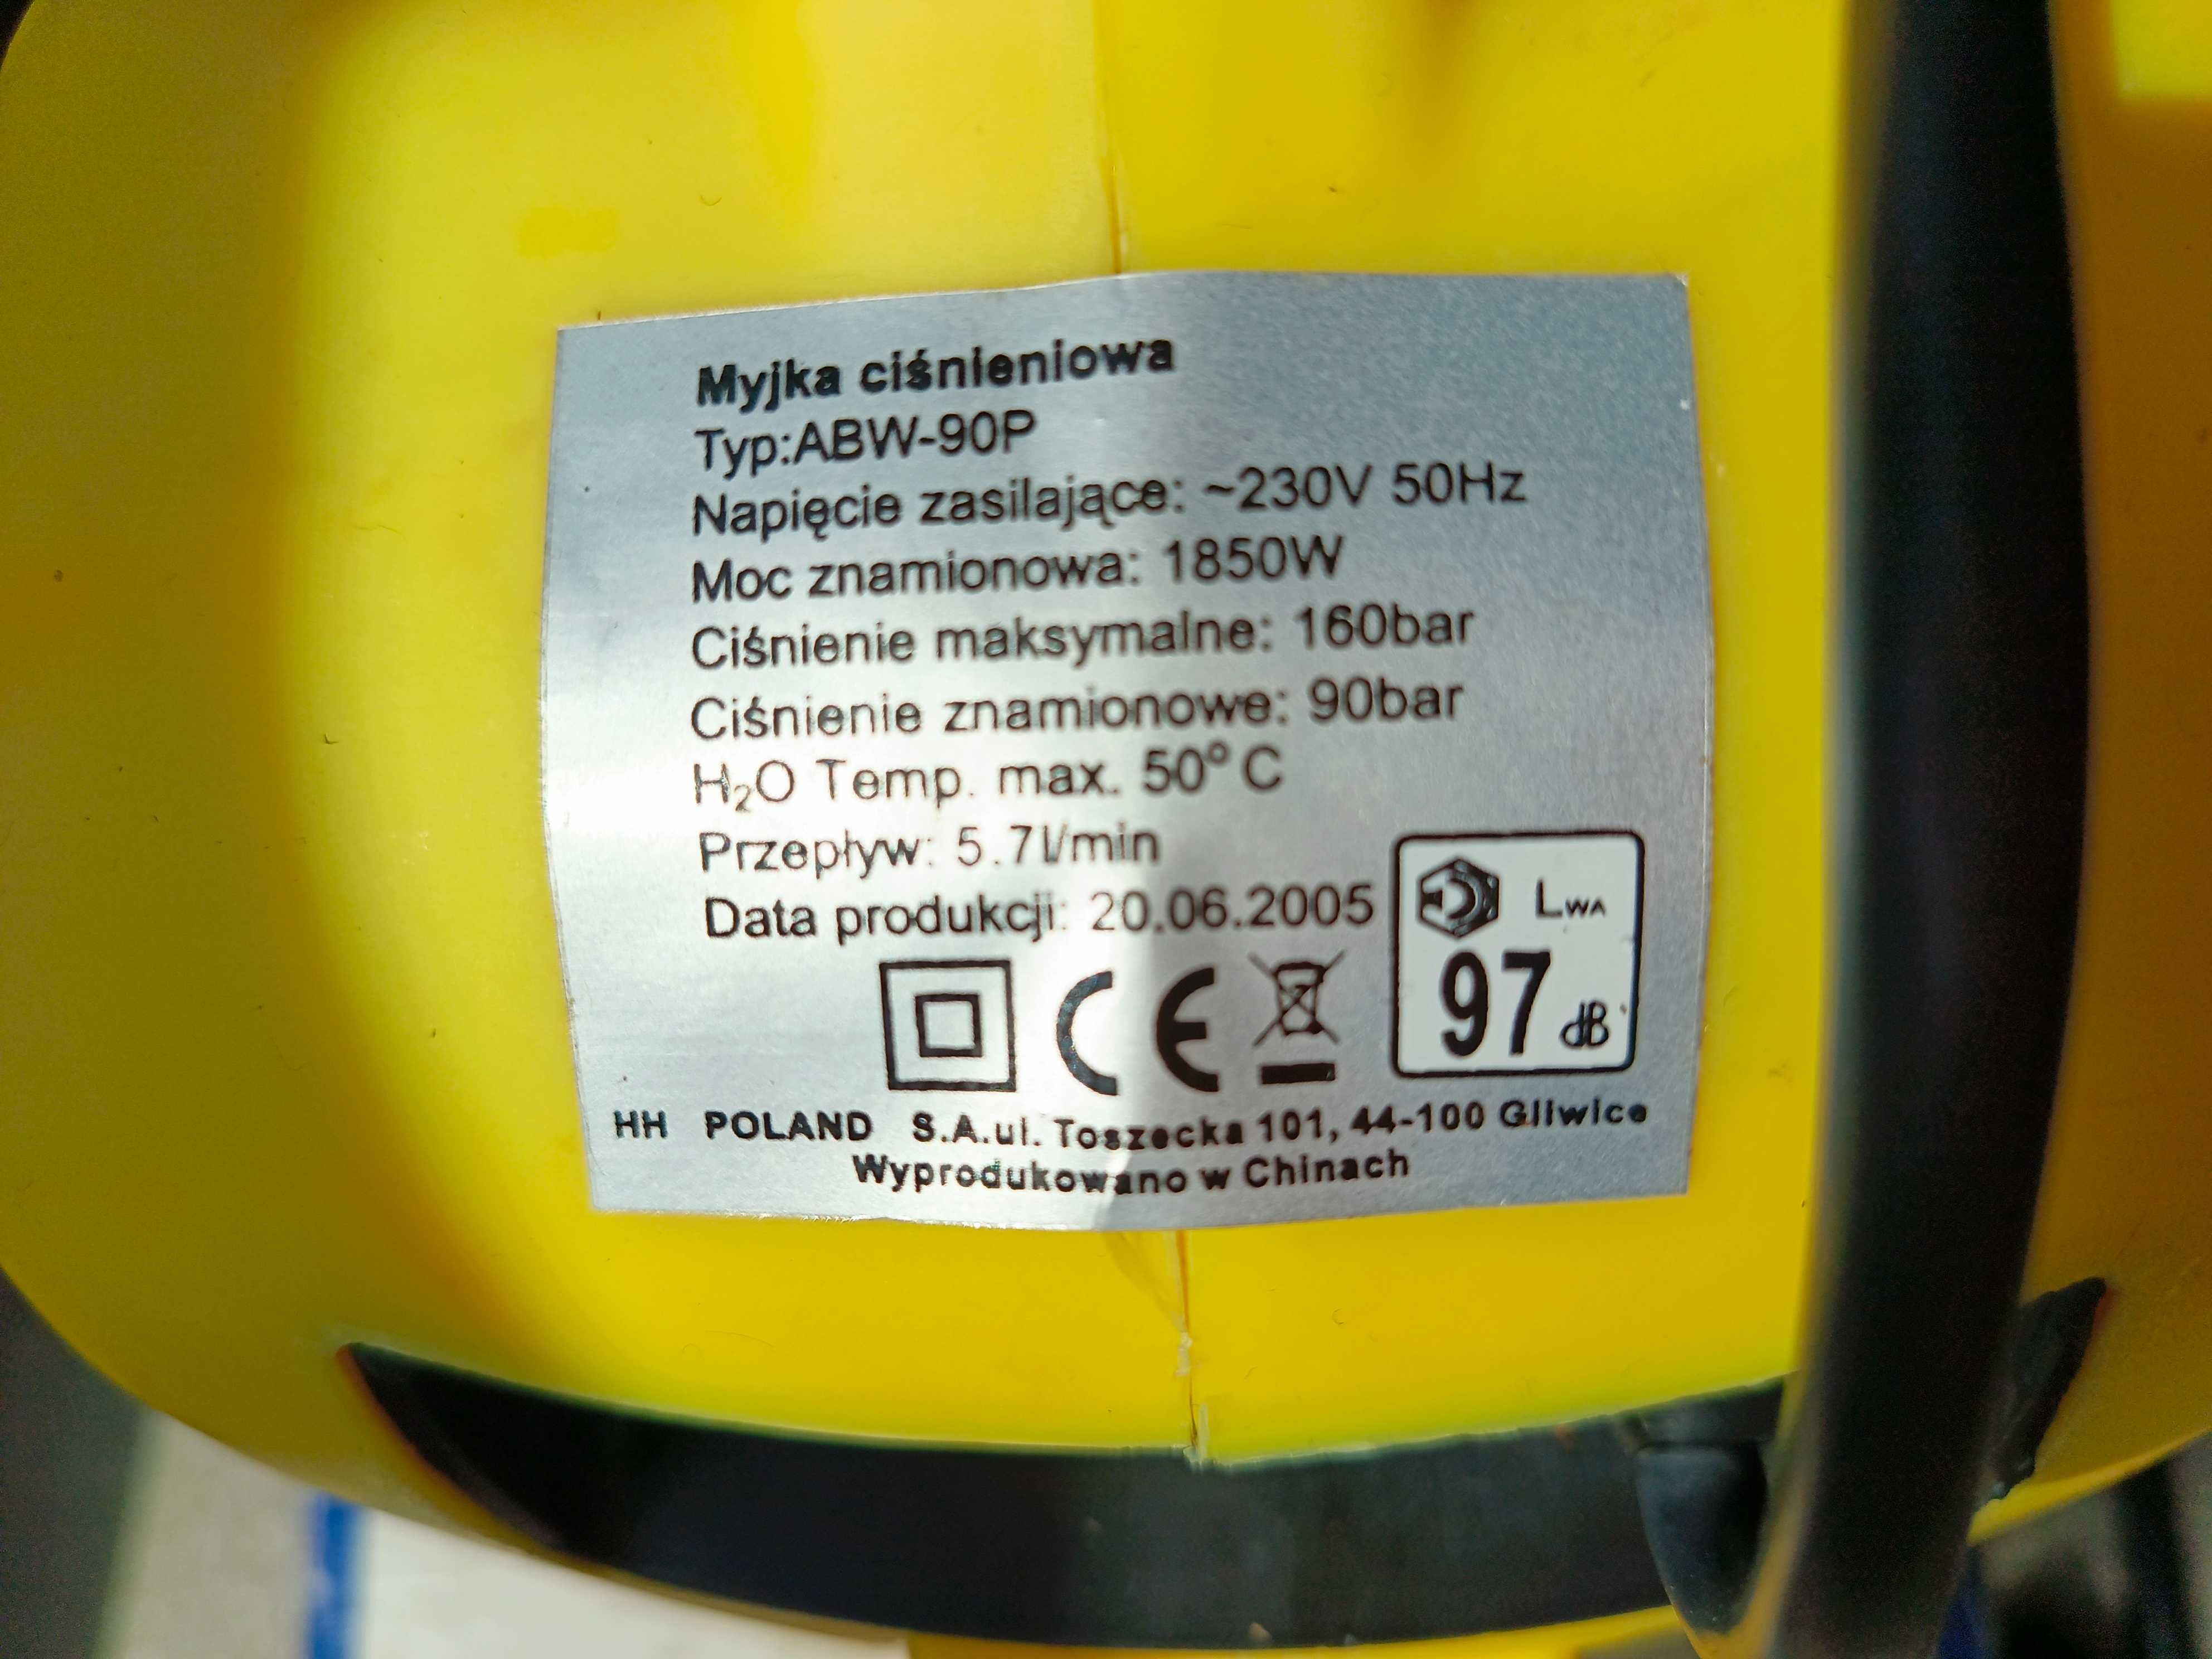 Myjka ciśnieniowa
Typ:ABW-90P
Napięcie zasilające: ~230V 50Hz
Moc znamionowa: 1850W
Ciśnienie maksymalne: 160bar
Ciśnienie znamionowe: 90bar
H₂O Temp. max. 50° C
Przepływ: 5.7l/min
Data produkcji: 20.06.2005
LWA
97 dB
CE
HH POLAND S.A.ul. Toszecka 101, 44-100 Gliwice
Wyprodukowano w Chinach